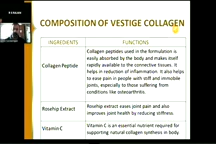 COMPOSITION OF VESTIGE COLLAGEN
INGREDIENTS
FUNCTIONS
Collagen Peptide
Collagen peptides used in the formulation is
easily absorbed by the body and makes itself
rapidly available to the connective tissues. It
helps in reduction of inflammation. It also helps
to ease pain in people with stiff and immobile
joints, especially to those suffering from
conditions like osteoarthritis.
Rosehip Extract
Rosehip extract eases joint pain and also
improves joint health by reducing stiffness.
Vitamin C
Vitamin C is an essential nutrient required for
supporting natural collagen synthesis in body